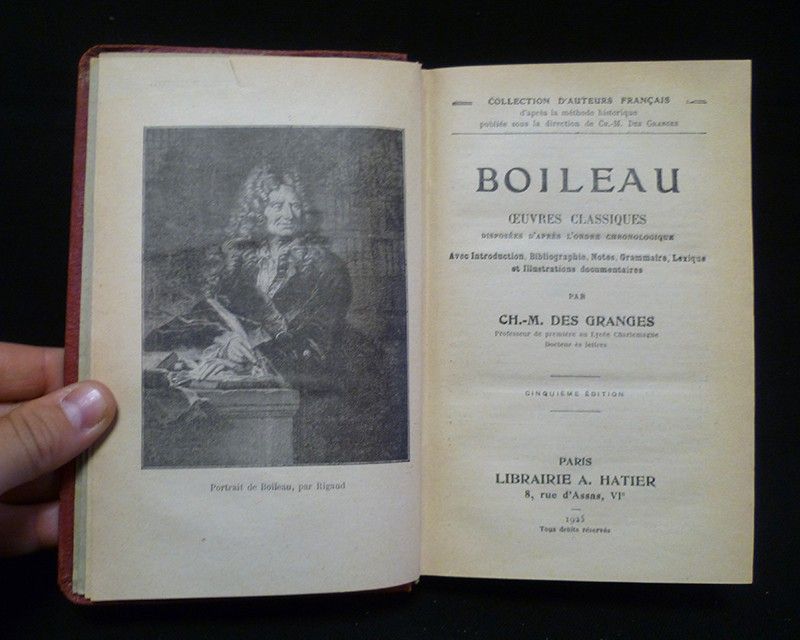 Portrait de Boileau, par Rigaud
COLLECTION D'AUTEURS FRANÇAIS
d'après la méthode historique
publiée sous la direction de CH.-M. DES GRANGES
BOILEAU
ŒUVRES CLASSIQUES
DISPOSÉES D'APRÈS L'ORDRE CHRONOLOGIQUE
Avec Introduction, Bibliographie, Notes, Grammaire, Lexique
et Illustrations documentaires
PAR
CH.-M. DES GRANGES
Professeur de première au Lycée Charlemagne
Docteur ès lettres
CINQUIÈME ÉDITION
PARIS
LIBRAIRIE A. HATIER
8, rue d'Assas, VIᵉ
1925
Tous droits réservés